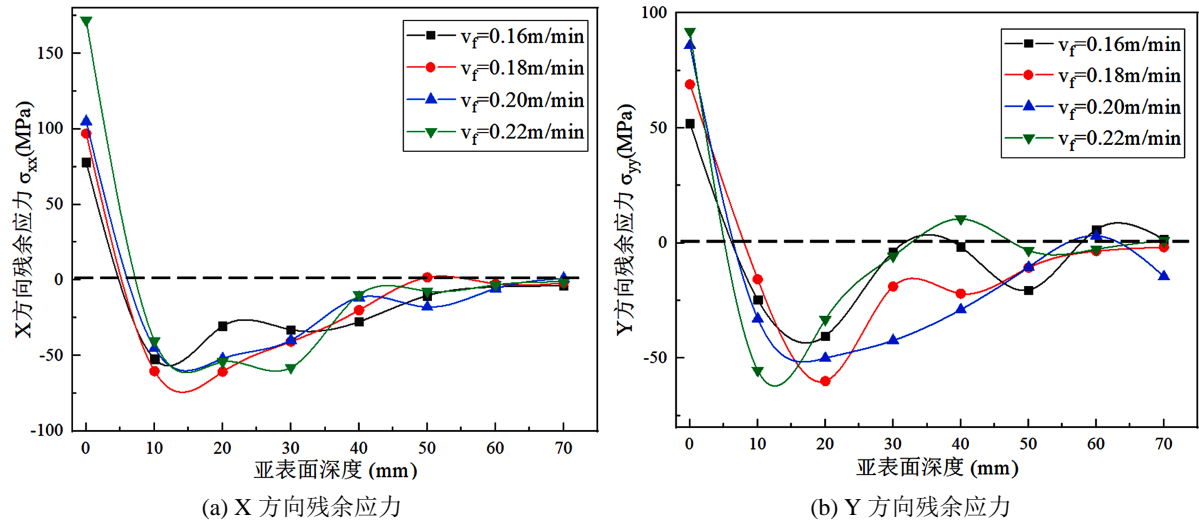 X方向残余应力 σxx(MPa)
150
100
50
0
-50
-100
vf=0.16m/min
vf=0.18m/min
vf=0.20m/min
vf=0.22m/min
0 10 20 30 40 50 60 70
亚表面深度 (mm)
(a) X 方向残余应力
Y方向残余应力 σyy(MPa)
100
50
0
-50
vf=0.16m/min
vf=0.18m/min
vf=0.20m/min
vf=0.22m/min
0 10 20 30 40 50 60 70
亚表面深度 (mm)
(b) Y 方向残余应力